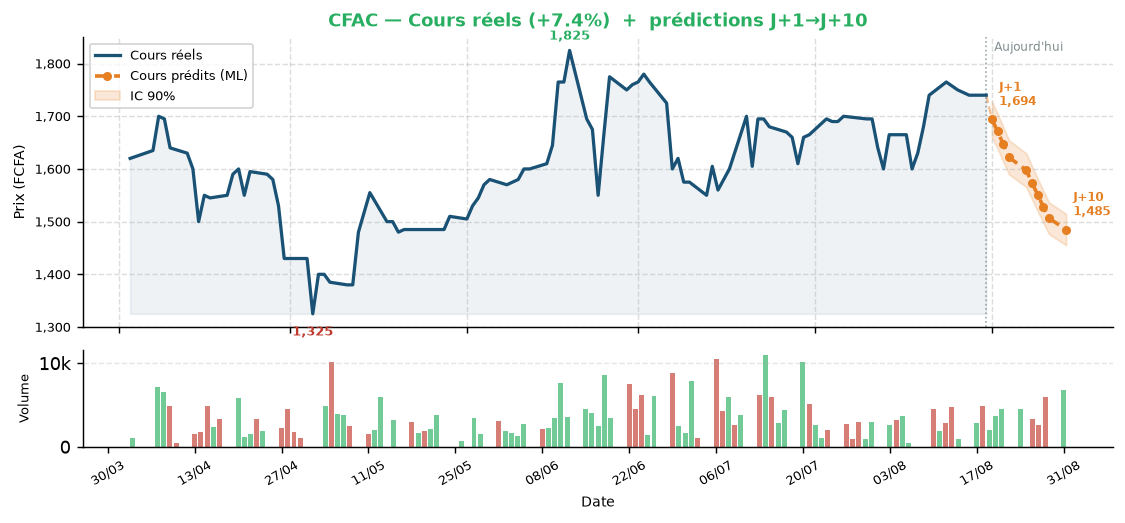 CFAC — Cours réels (+7.4%)  +  prédictions J+1→J+10
1,825
Cours réels
Cours prédits (ML)
IC 90%
Aujourd'hui
J+1
1,694
J+10
1,485
1,325
Prix (FCFA)
1,800
1,700
1,600
1,500
1,400
1,300
Volume
10k
0
30/03 13/04 27/04 11/05 25/05 08/06 22/06 06/07 20/07 03/08 17/08 31/08
Date